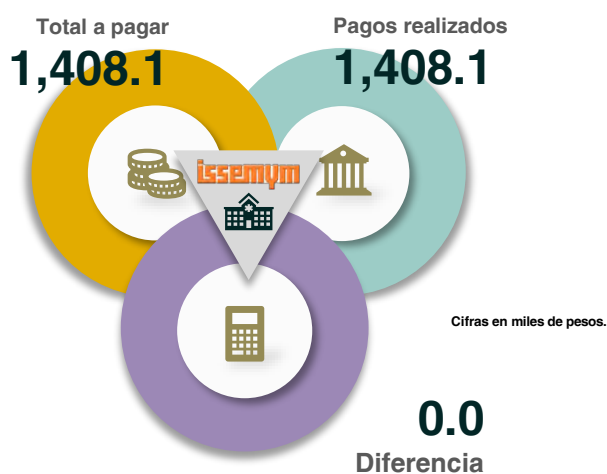 Total a pagar
1,408.1
Pagos realizados
1,408.1
issemym
Cifras en miles de pesos.
0.0
Diferencia